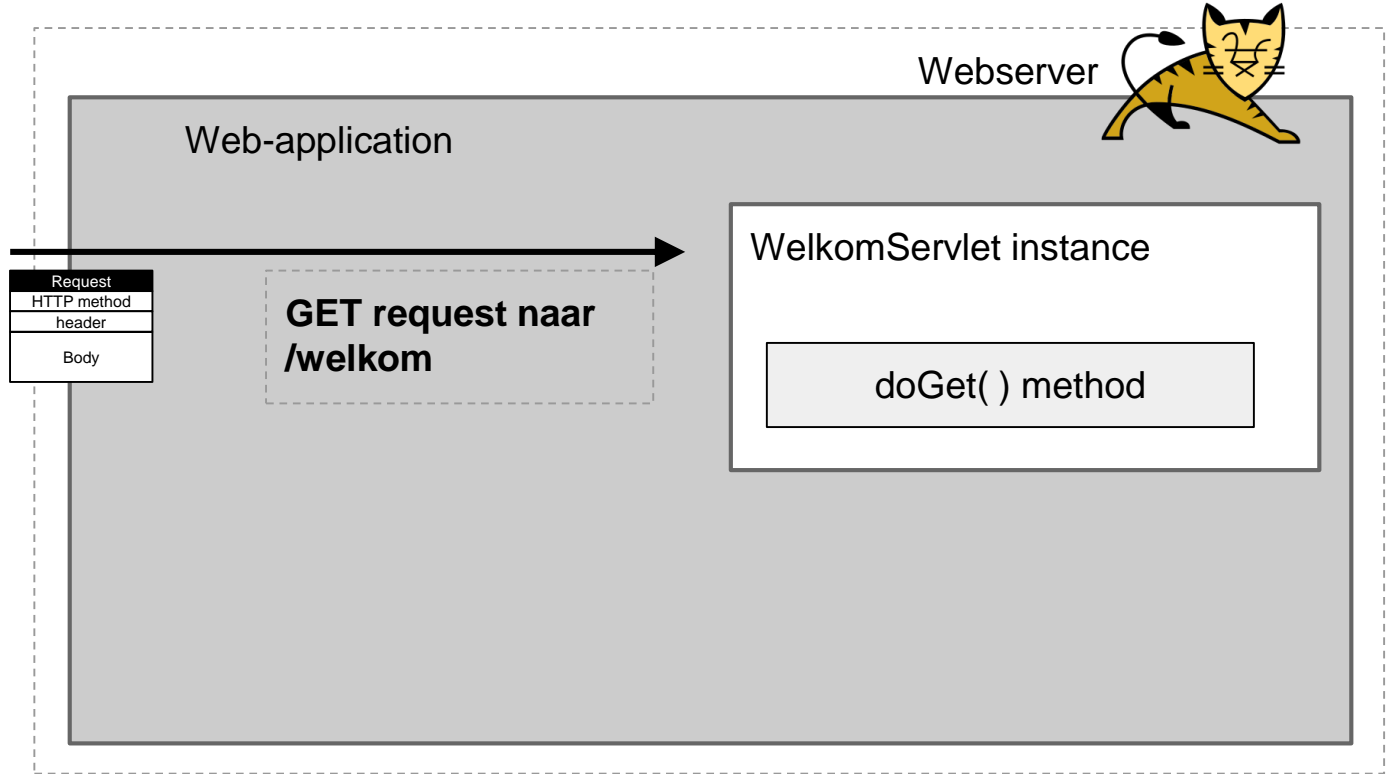 Webserver
Web-application
WelkomServlet instance
Request
HTTP method
header
Body
GET request naar
/welkom
doGet( ) method